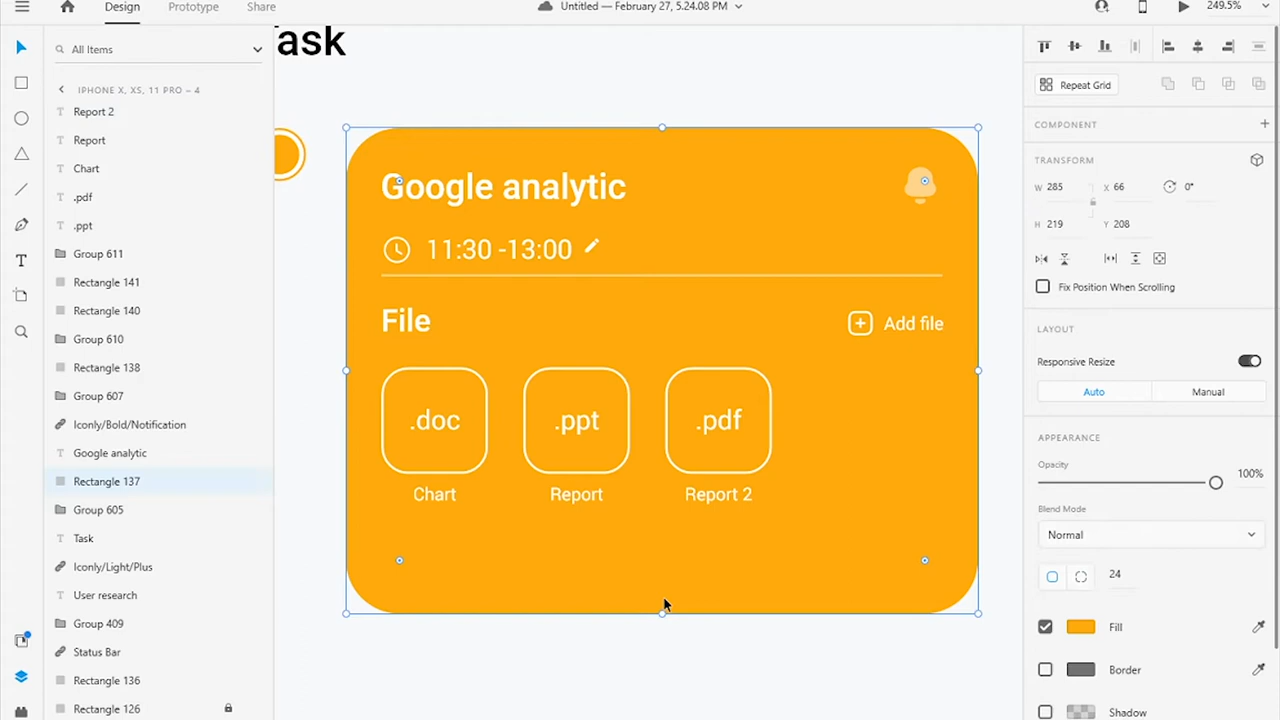 Design
Prototype
Share
Untitled — February 27, 5.24.08 PM
249.5%
All Items
IPHONE X, XS, 11 PRO – 4
Report 2
Report
Chart
.pdf
.ppt
Group 611
Rectangle 141
Rectangle 140
Group 610
Rectangle 138
Group 607
Iconly/Bold/Notification
Google analytic
Rectangle 137
Group 605
Task
Iconly/Light/Plus
User research
Group 409
Status Bar
Rectangle 136
Rectangle 126
ask
Google analytic
11:30 -13:00
File
Add file
.doc
.ppt
.pdf
Chart
Report
Report 2
Repeat Grid
COMPONENT
TRANSFORM
W 285 X 66 0°
H 219 Y 208
Fix Position When Scrolling
LAYOUT
Responsive Resize
Auto
Manual
APPEARANCE
Opacity
100%
Blend Mode
Normal
24
Fill
Border
Shadow